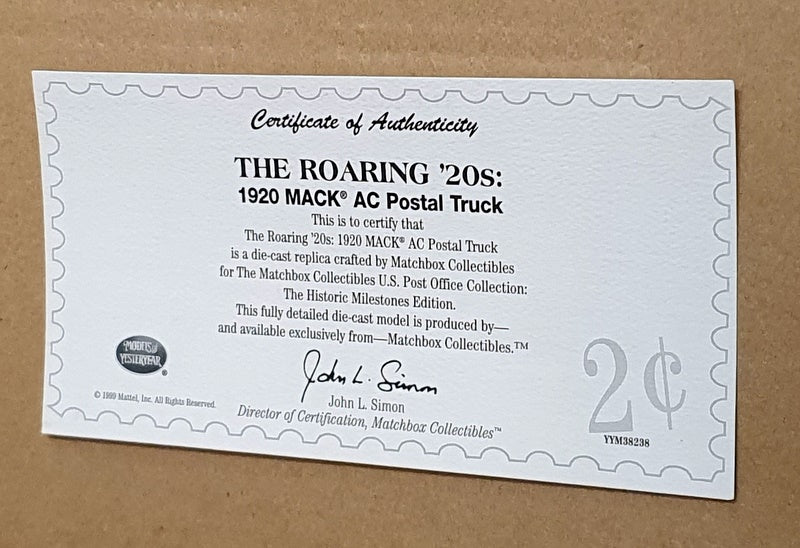 Certificate of Authenticity
THE ROARING ’20s:
1920 MACK® AC Postal Truck
This is to certify that
The Roaring ’20s: 1920 MACK® AC Postal Truck
is a die-cast replica crafted by Matchbox Collectibles
for The Matchbox Collectibles U.S. Post Office Collection:
The Historic Milestones Edition.
This fully detailed die-cast model is produced by—
and available exclusively from—Matchbox Collectibles.™
MODELS of
YESTERYEAR
®
John L. Simon
John L. Simon
Director of Certification, Matchbox Collectibles™
© 1999 Mattel, Inc. All Rights Reserved.
2¢
YYM38238